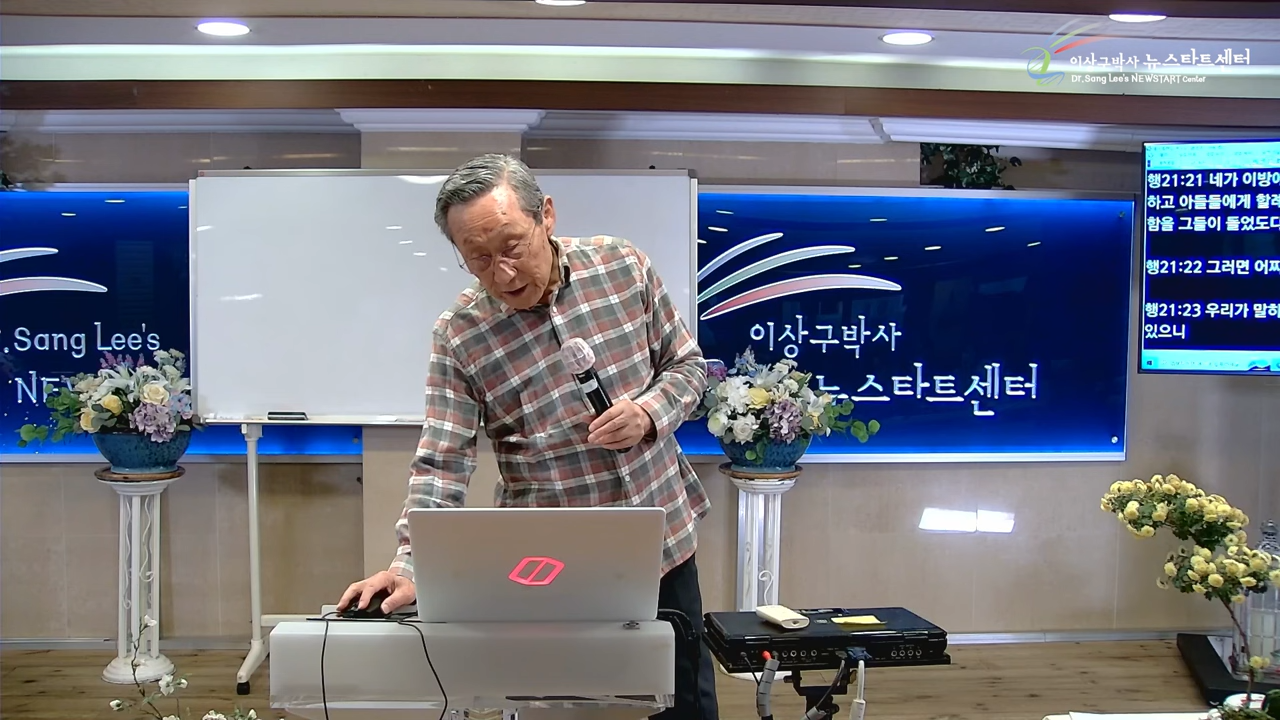 이상구박사 뉴스타트센터
Dr.Sang Lee's NEWSTART Center
행21:21 네가 이방
하고 아들들에게 할례
함을 그들이 들었도다
행21:22 그러면 어찌
행21:23 우리가 말하
있으니
.Sang Lee's
이상구박사
뉴스타트센터